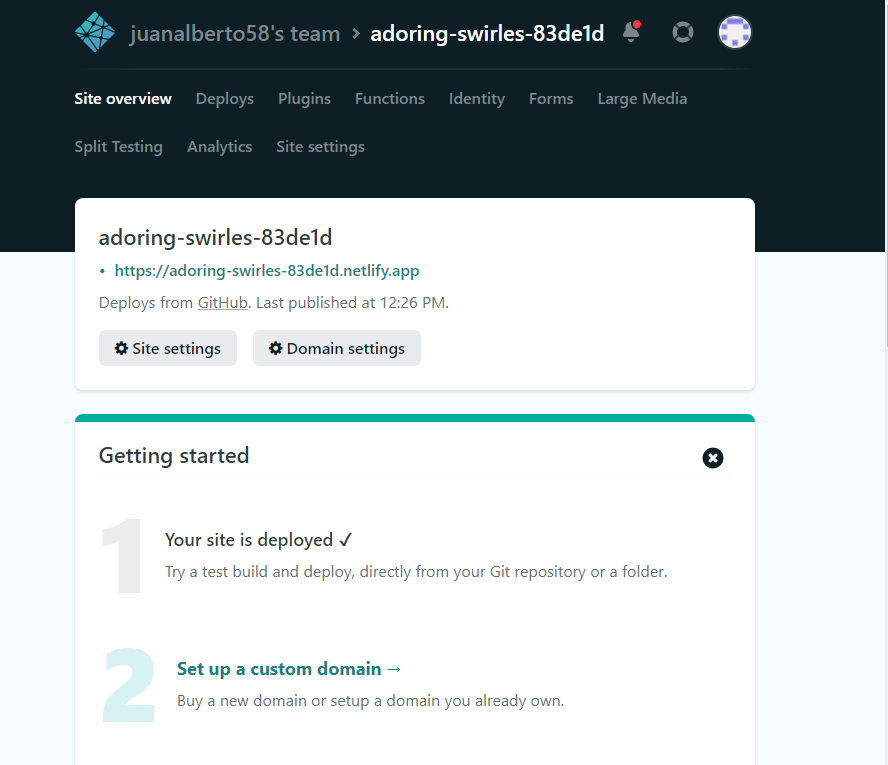 juanalberto58's team > adoring-swirles-83de1d
Site overview Deploys Plugins Functions Identity Forms Large Media
Split Testing Analytics Site settings
adoring-swirles-83de1d
• https://adoring-swirles-83de1d.netlify.app
Deploys from GitHub. Last published at 12:26 PM.
Site settings Domain settings
Getting started
1
Your site is deployed ✓
Try a test build and deploy, directly from your Git repository or a folder.
2
Set up a custom domain →
Buy a new domain or setup a domain you already own.